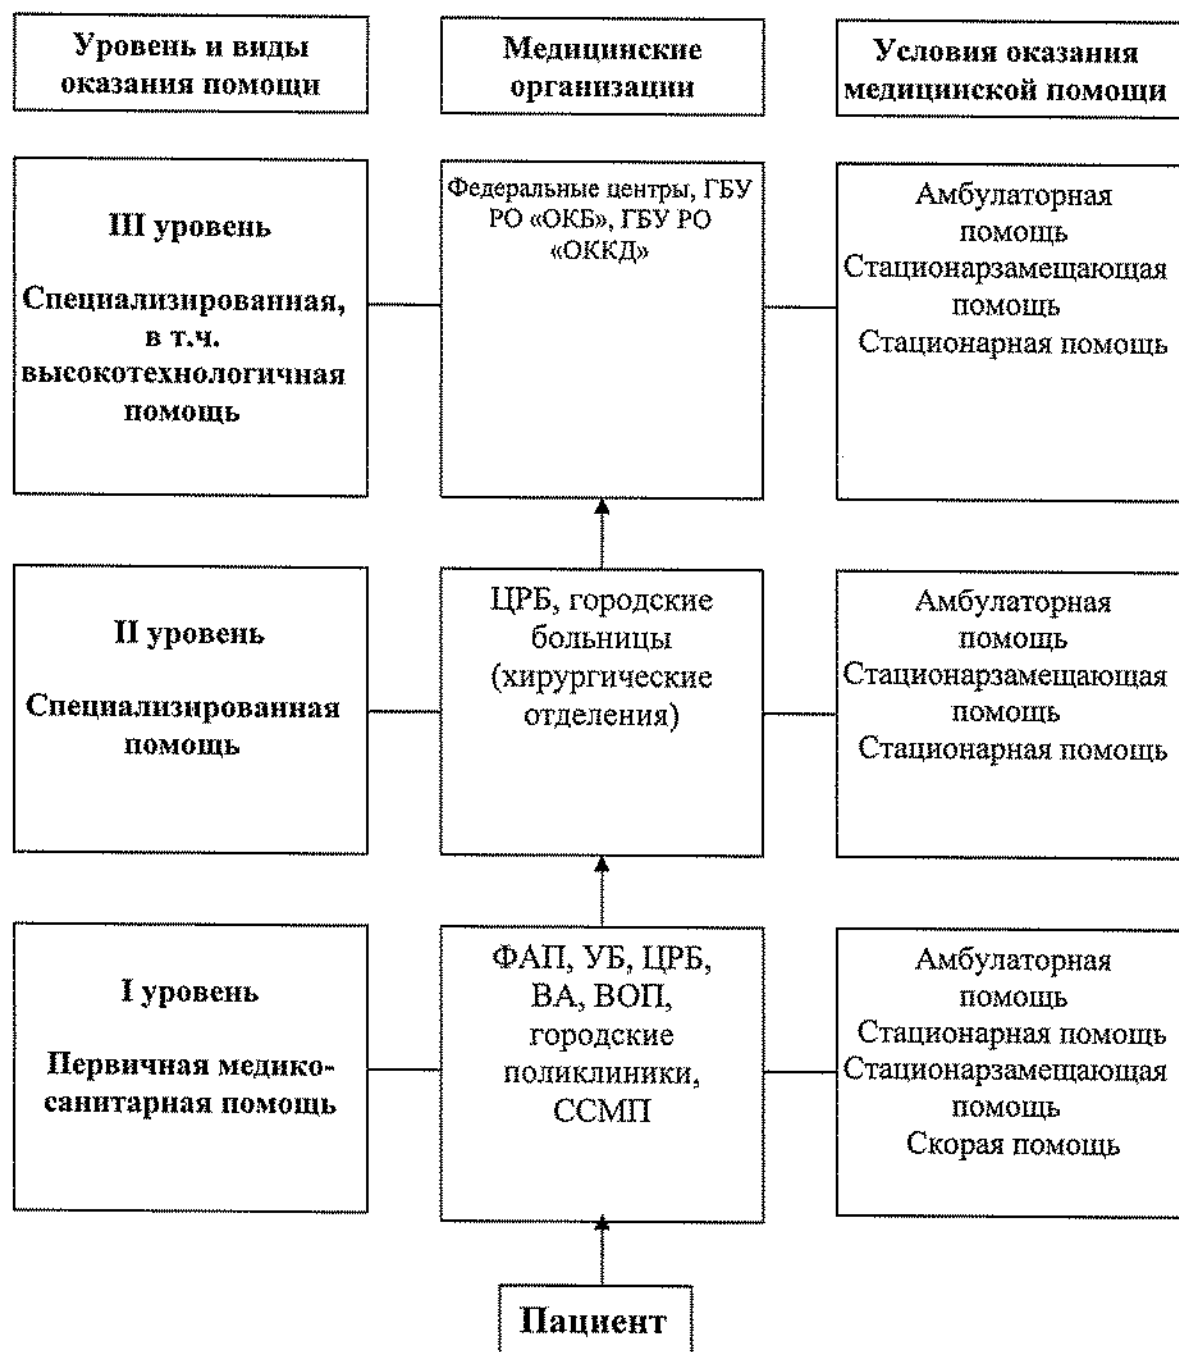 Уровень и виды
оказания помощи
Медицинские
организации
Условия оказания
медицинской помощи
III уровень
Специализированная,
в т.ч.
высокотехнологичная
помощь
Федеральные центры, ГБУ
РО «ОКБ», ГБУ РО
«ОККД»
Амбулаторная
помощь
Стационарзамещающая
помощь
Стационарная помощь
II уровень
Специализированная
помощь
ЦРБ, городские
больницы
(хирургические
отделения)
Амбулаторная
помощь
Стационарзамещающая
помощь
Стационарная помощь
I уровень
Первичная медико-
санитарная помощь
ФАП, УБ, ЦРБ,
ВА, ВОП,
городские
поликлиники,
ССМП
Амбулаторная
помощь
Стационарная помощь
Стационарзамещающая
помощь
Скорая помощь
Пациент